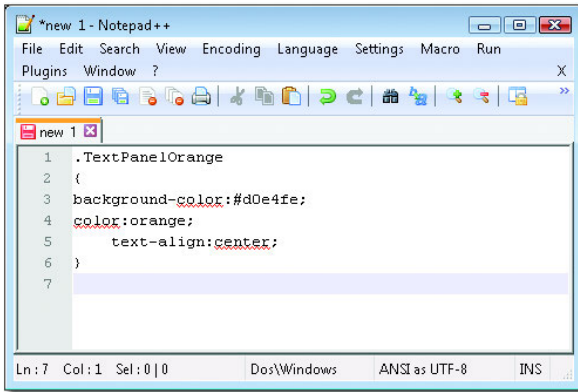 *new 1 - Notepad++
File Edit Search View Encoding Language Settings Macro Run
Plugins Window ? X
new 1
1 .TextPanelOrange
2 {
3 background-color:#d0e4fe;
4 color:orange;
5 text-align:center;
6 }
7
Ln : 7 Col : 1 Sel : 0 | 0 Dos\Windows ANSI as UTF-8 INS